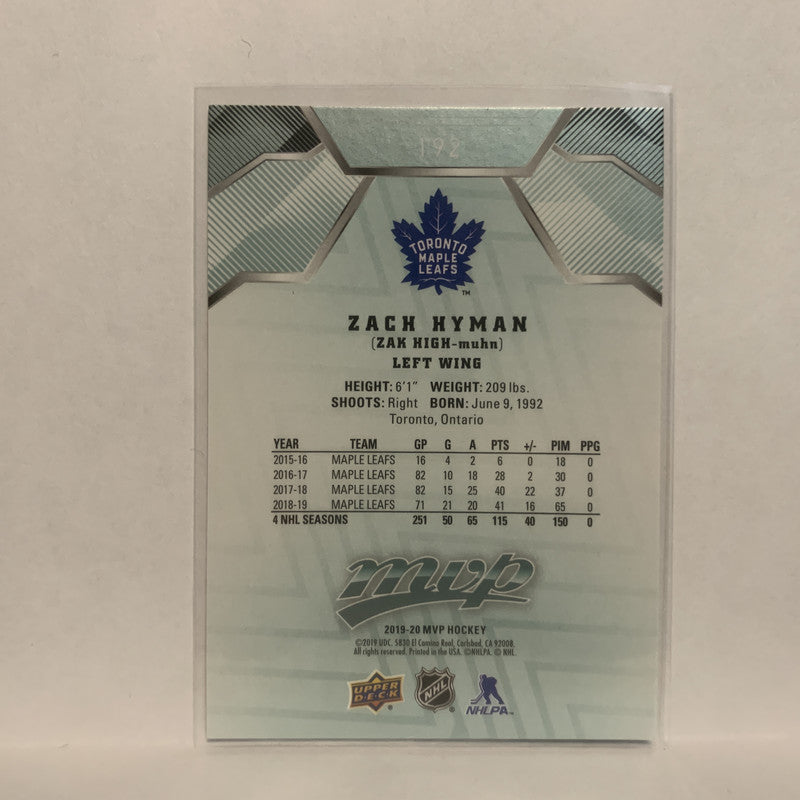 192
TORONTO
MAPLE
LEAFS
TM
ZACH HYMAN
(ZAK HIGH-muhn)
LEFT WING
HEIGHT: 6'1" WEIGHT: 209 lbs.
SHOOTS: Right BORN: June 9, 1992
Toronto, Ontario
YEAR TEAM GP G A PTS +/- PIM PPG
2015-16 MAPLE LEAFS 16 4 2 6 0 18 0
2016-17 MAPLE LEAFS 82 10 18 28 2 30 0
2017-18 MAPLE LEAFS 82 15 25 40 22 37 0
2018-19 MAPLE LEAFS 71 21 20 41 16 65 0
4 NHL SEASONS 251 50 65 115 40 150 0
mvp
2019-20 MVP HOCKEY
©2019 UDC. 5830 El Camino Real, Carlsbad, CA 92008.
All rights reserved. Printed in the USA. ©NHLPA. © NHL.
UPPER DECK NHL NHLPA